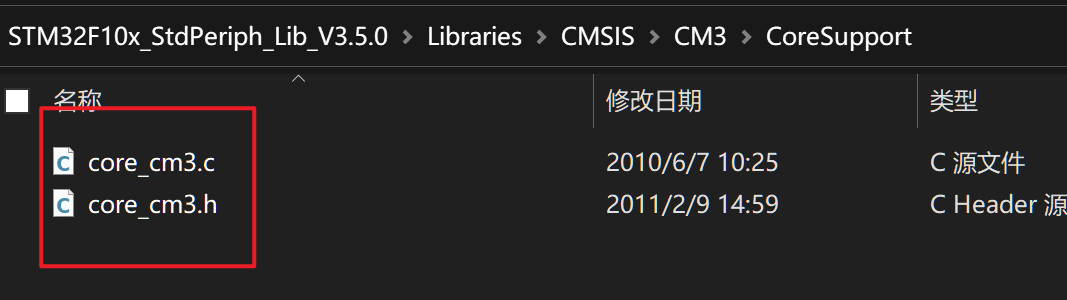 STM32F10x_StdPeriph_Lib_V3.5.0 > Libraries > CMSIS > CM3 > CoreSupport
名称 修改日期 类型
core_cm3.c 2010/6/7 10:25 C 源文件
core_cm3.h 2011/2/9 14:59 C Header 源